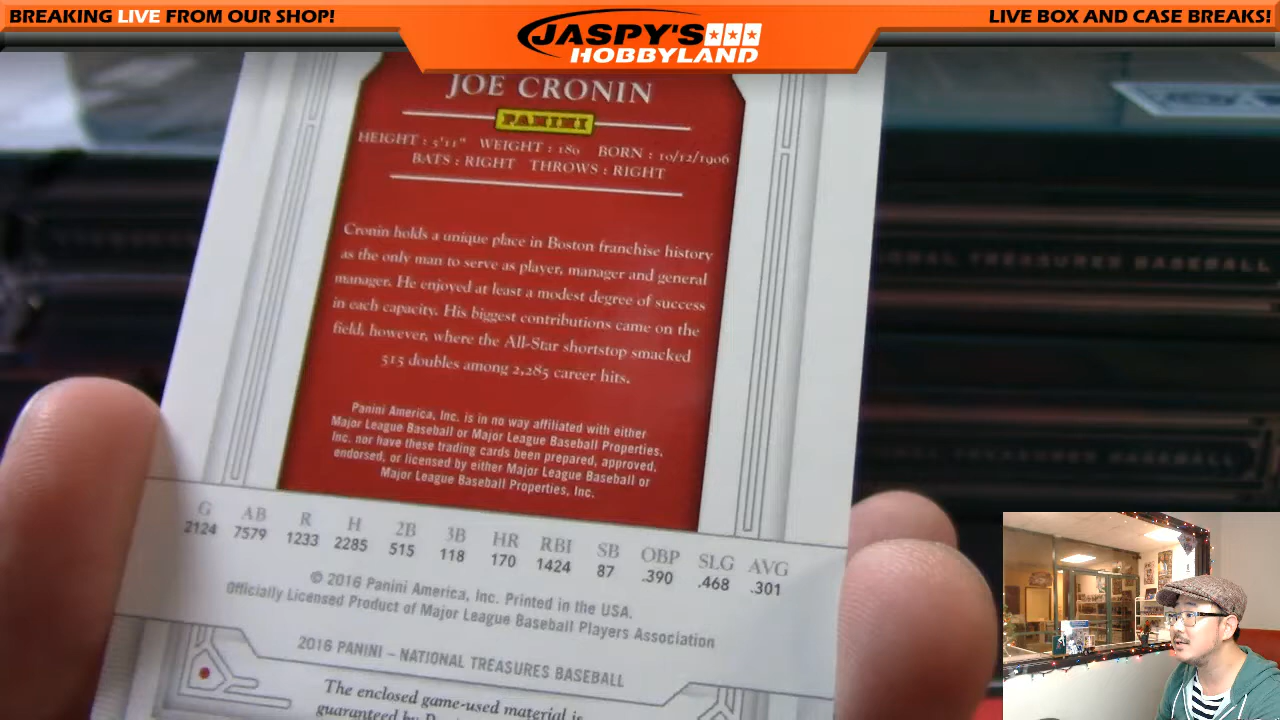 BREAKING LIVE FROM OUR SHOP!
JASPY'S
HOBBYLAND
LIVE BOX AND CASE BREAKS!
JOE CRONIN
PANINI
HEIGHT : 5'11" WEIGHT : 180 BORN : 10/12/1906
BATS : RIGHT THROWS : RIGHT
Cronin holds a unique place in Boston franchise history
as the only man to serve as player, manager and general
manager. He enjoyed at least a modest degree of success
in each capacity. His biggest contributions came on the
field, however, where the All-Star shortstop smacked
515 doubles among 2,285 career hits.
Panini America, Inc. is in no way affiliated with either
Major League Baseball or Major League Baseball Properties,
Inc. nor have these trading cards been prepared, approved,
endorsed, or licensed by either Major League Baseball or
Major League Baseball Properties, Inc.
G AB R H 2B 3B HR RBI SB OBP SLG AVG
2124 7579 1233 2285 515 118 170 1424 87 .390 .468 .301
© 2016 Panini America, Inc. Printed in the USA.
Officially Licensed Product of Major League Baseball Players Association
2016 PANINI – NATIONAL TREASURES BASEBALL
The enclosed game-used material is
guaranteed by
TREASURES BASEBALL